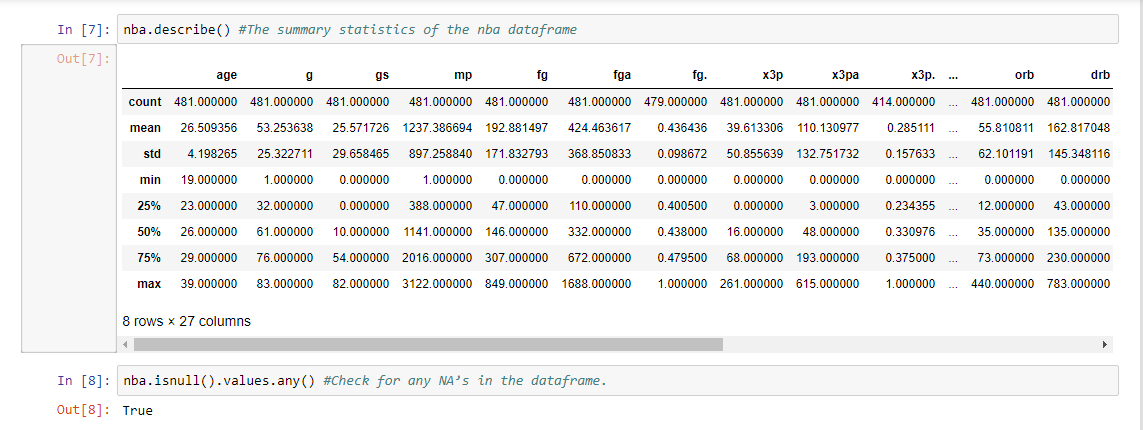 In [7]: nba.describe() #The summary statistics of the nba dataframe
Out[7]:
age g gs mp fg fga fg. x3p x3pa x3p. ... orb drb
count 481.000000 481.000000 481.000000 481.000000 481.000000 481.000000 479.000000 481.000000 481.000000 414.000000 ... 481.000000 481.000000
mean 26.509356 53.253638 25.571726 1237.386694 192.881497 424.463617 0.436436 39.613306 110.130977 0.285111 ... 55.810811 162.817048
std 4.198265 25.322711 29.658465 897.258840 171.832793 368.850833 0.098672 50.855639 132.751732 0.157633 ... 62.101191 145.348116
min 19.000000 1.000000 0.000000 1.000000 0.000000 0.000000 0.000000 0.000000 0.000000 0.000000 ... 0.000000 0.000000
25% 23.000000 32.000000 0.000000 388.000000 47.000000 110.000000 0.400500 0.000000 3.000000 0.234355 ... 12.000000 43.000000
50% 26.000000 61.000000 10.000000 1141.000000 146.000000 332.000000 0.438000 16.000000 48.000000 0.330976 ... 35.000000 135.000000
75% 29.000000 76.000000 54.000000 2016.000000 307.000000 672.000000 0.479500 68.000000 193.000000 0.375000 ... 73.000000 230.000000
max 39.000000 83.000000 82.000000 3122.000000 849.000000 1688.000000 1.000000 261.000000 615.000000 1.000000 ... 440.000000 783.000000
8 rows × 27 columns
In [8]: nba.isnull().values.any() #Check for any NA’s in the dataframe.
Out[8]: True